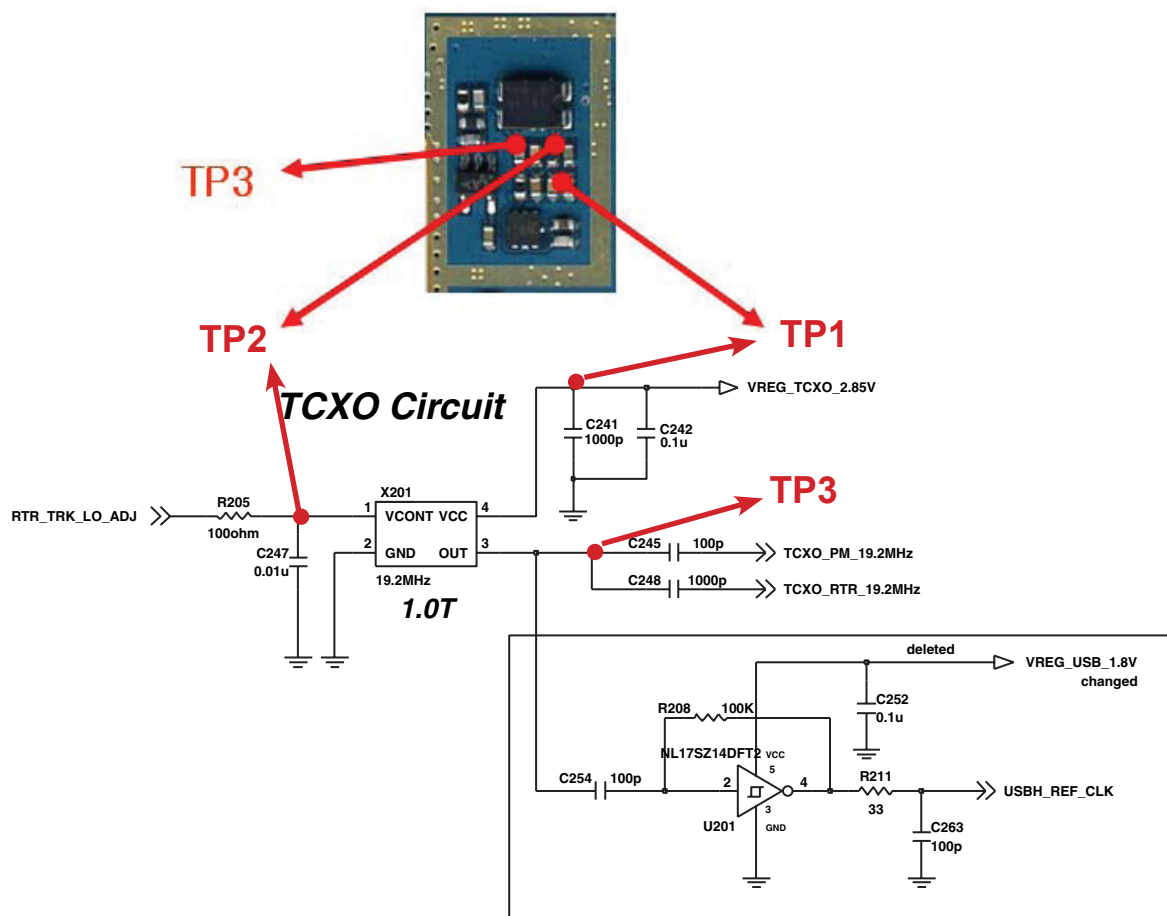 TP3
TP2
TP1
TCXO Circuit
VREG_TCXO_2.85V
C241
1000p
C242
0.1u
TP3
RTR_TRK_LO_ADJ
R205
100ohm
C247
0.01u
X201
1
VCONT
VCC
4
2
GND
OUT
3
19.2MHz
1.0T
C245
100p
TCXO_PM_19.2MHz
C248
1000p
TCXO_RTR_19.2MHz
deleted
VREG_USB_1.8V
changed
C252
0.1u
R208
100K
NL17SZ14DFT2
VCC
5
C254
100p
2
4
3
GND
U201
R211
33
USBH_REF_CLK
C263
100p